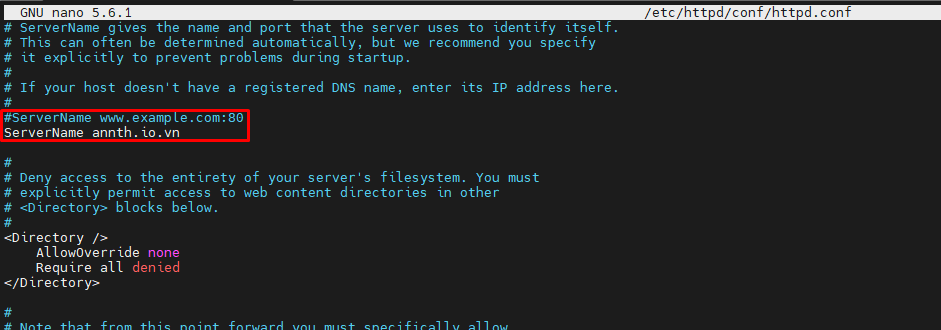 GNU nano 5.6.1 /etc/httpd/conf/httpd.conf
# ServerName gives the name and port that the server uses to identify itself.
# This can often be determined automatically, but we recommend you specify
# it explicitly to prevent problems during startup.
#
# If your host doesn't have a registered DNS name, enter its IP address here.
#
#ServerName www.example.com:80
ServerName annth.io.vn
#
# Deny access to the entirety of your server's filesystem. You must
# explicitly permit access to web content directories in other
# <Directory> blocks below.
#
<Directory />
    AllowOverride none
    Require all denied
</Directory>
#
# Note that from this point forward you must specifically allow